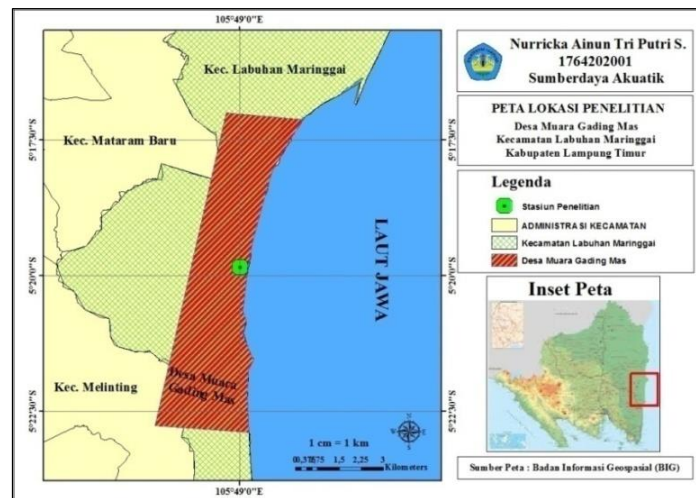 105°49'0"E
Kec. Labuhan Maringgai
Kec. Mataram Baru
5°17'30"S
5°17'30"S
LAUT JAWA
5°20'0"S
5°20'0"S
Desa Muara
Gading Mas
Kec. Melinting
5°22'30"S
5°22'30"S
1 cm = 1 km
1,5 2,25 3
Kilometers
105°49'0"E
Nurricka Ainun Tri Putri S.
1764202001
Sumberdaya Akuatik
PETA LOKASI PENELITIAN
Desa Muara Gading Mas
Kecamatan Labuhan Maringgai
Kabupaten Lampung Timur
Legenda
Stasiun Penelitian
ADMINISTRASI KECAMATAN
Kecamatan Labuhan Maringgai
Desa Muara Gading Mas
Inset Peta
Sumber Peta : Badan Informasi Geospasial (BIG)